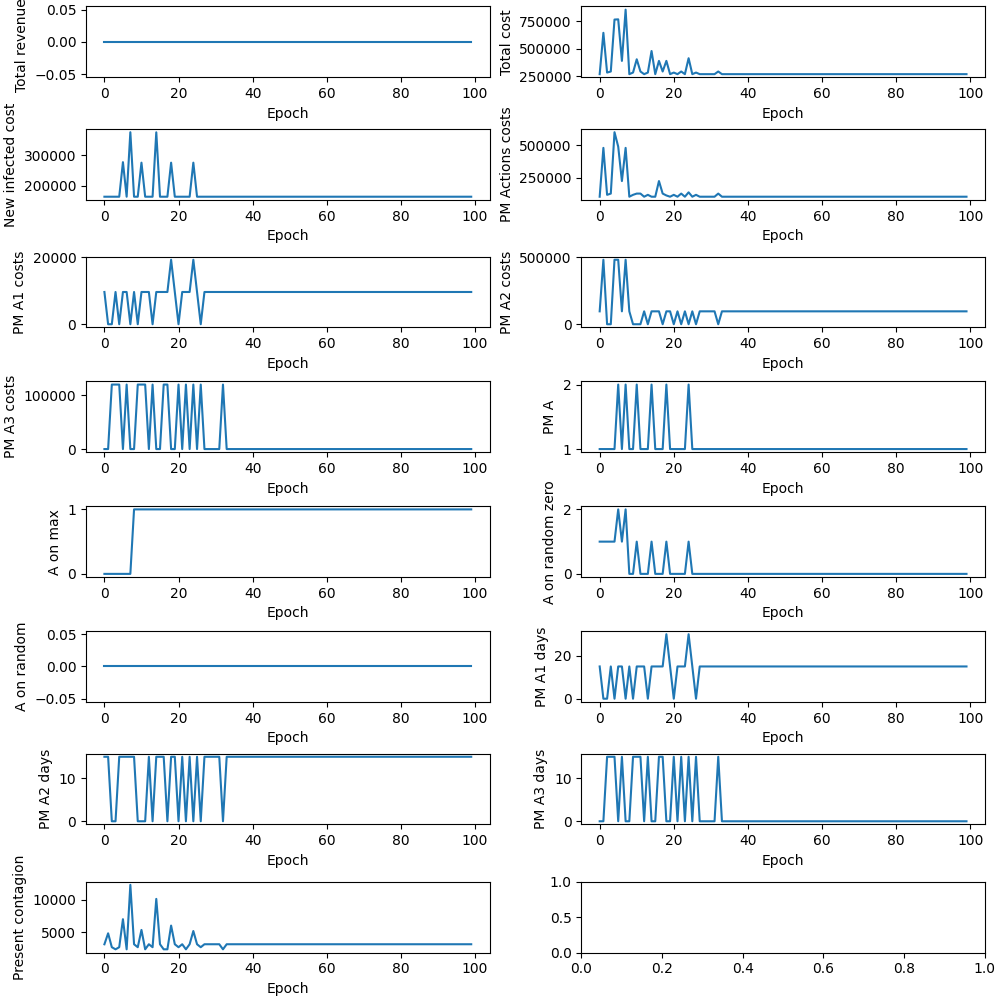 Total revenue
0.05
0.00
−0.05
0 20 40 60 80 100
Epoch
Total cost
750000
500000
250000
0 20 40 60 80 100
Epoch
New infected cost
300000
200000
0 20 40 60 80 100
Epoch
PM Actions costs
500000
250000
0 20 40 60 80 100
Epoch
PM A1 costs
20000
0
0 20 40 60 80 100
Epoch
PM A2 costs
500000
0
0 20 40 60 80 100
Epoch
PM A3 costs
100000
0
0 20 40 60 80 100
Epoch
PM A
2
1
0 20 40 60 80 100
Epoch
A on max
1
0
0 20 40 60 80 100
Epoch
A on random zero
2
0
0 20 40 60 80 100
Epoch
A on random
0.05
0.00
−0.05
0 20 40 60 80 100
Epoch
PM A1 days
20
0
0 20 40 60 80 100
Epoch
PM A2 days
10
0
0 20 40 60 80 100
Epoch
PM A3 days
10
0
0 20 40 60 80 100
Epoch
Present contagion
10000
5000
0 20 40 60 80 100
Epoch
1.0
0.5
0.0
0.0 0.2 0.4 0.6 0.8 1.0